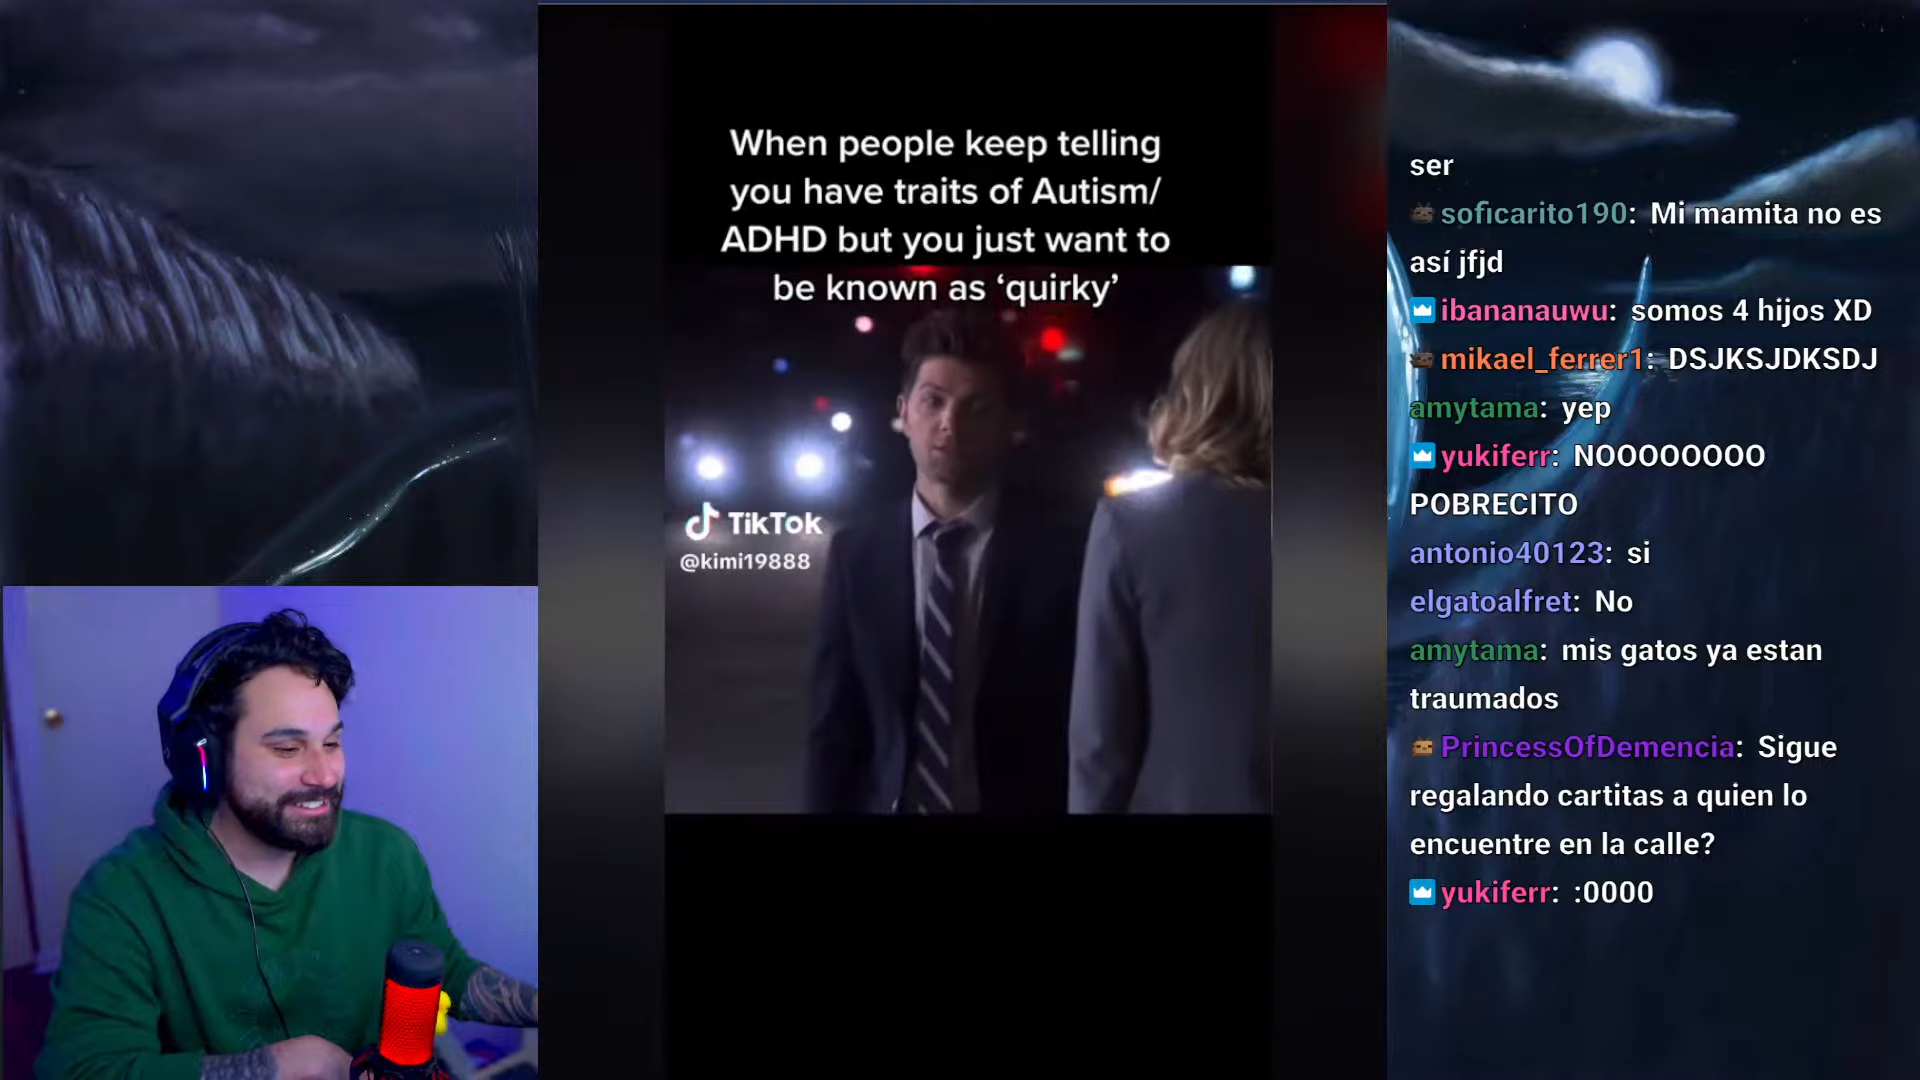 When people keep telling
you have traits of Autism/
ADHD but you just want to
be known as ‘quirky’
TikTok
@kimi19888
ser
soficarito190: Mi mamita no es
así jfjd
ibananauwu: somos 4 hijos XD
mikael_ferrer1: DSJKSJDKSDJ
amytama: yep
yukiferr: NOOOOOOOO
POBRECITO
antonio40123: si
elgatoalfret: No
amytama: mis gatos ya estan
traumados
PrincessOfDemencia: Sigue
regalando cartitas a quien lo
encuentre en la calle?
yukiferr: :0000